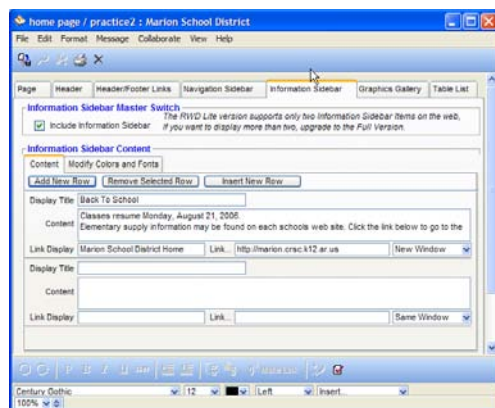 home page / practice2 : Marion School District
File Edit Format Message Collaborate View Help
Page Header Header/Footer Links Navigation Sidebar Information Sidebar Graphics Gallery Table List
Information Sidebar Master Switch
Include Information Sidebar
The RWD Lite version supports only two Information Sidebar Items on the web,
if you want to display more than two, upgrade to the Full Version.
Information Sidebar Content
Content Modify Colors and Fonts
Add New Row Remove Selected Row Insert New Row
Display Title Back To School
Content Classes resume Monday, August 21, 2006.
Elementary supply information may be found on each schools web site. Click the link below to go to the
Link Display Marion School District Home Link... http://marion.crsc.k12.ar.us New Window
Display Title
Content
Link Display Link... Same Window
Century Gothic 12 Left Insert...
100%